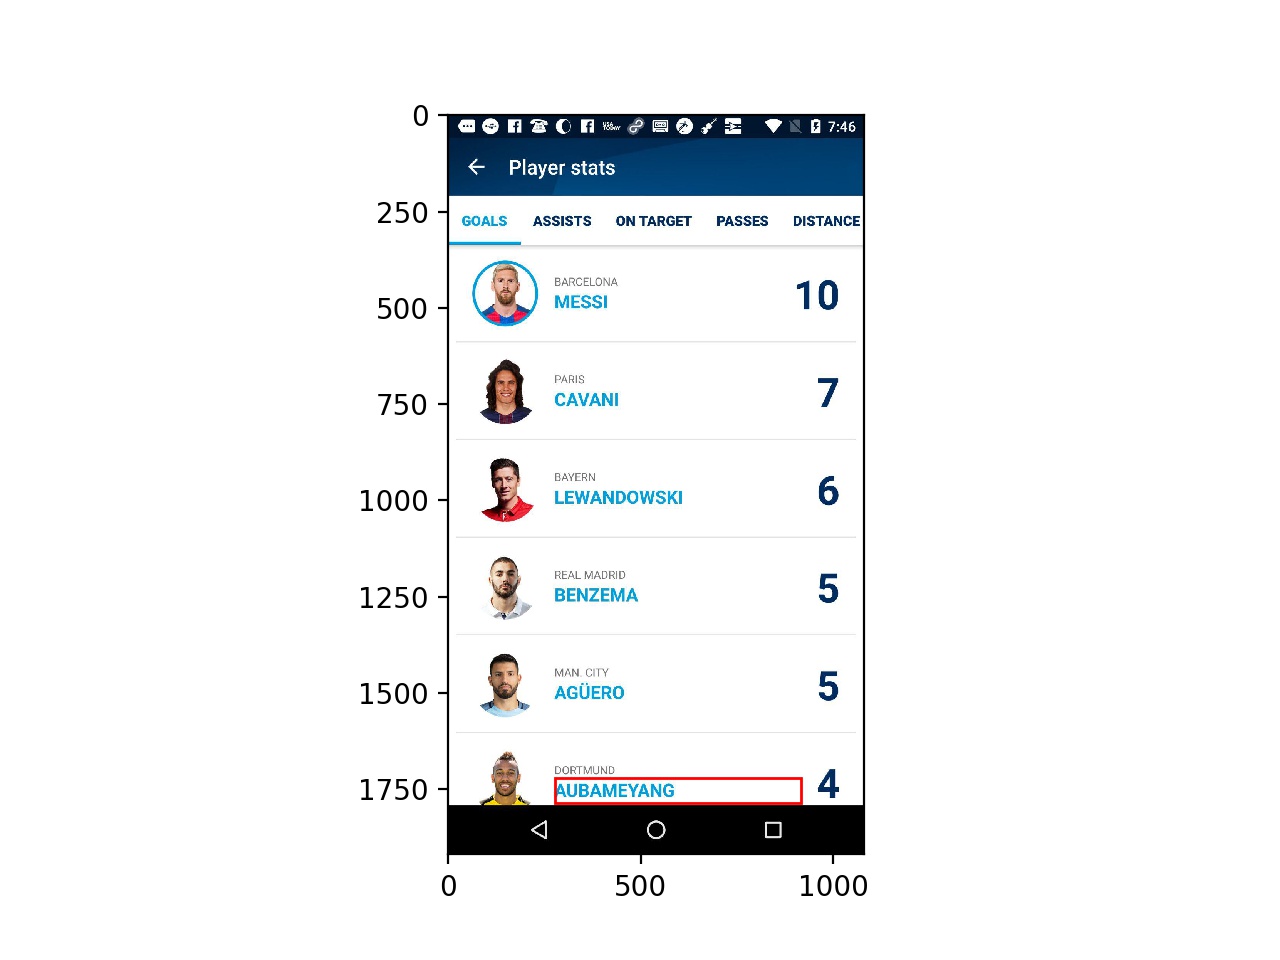 0
250
500
750
1000
1250
1500
1750
7:46
Player stats
GOALS ASSISTS ON TARGET PASSES DISTANCE
BARCELONA
MESSI
10
PARIS
CAVANI
7
BAYERN
LEWANDOWSKI
6
REAL MADRID
BENZEMA
5
MAN. CITY
AGÜERO
5
DORTMUND
AUBAMEYANG
4
0 500 1000